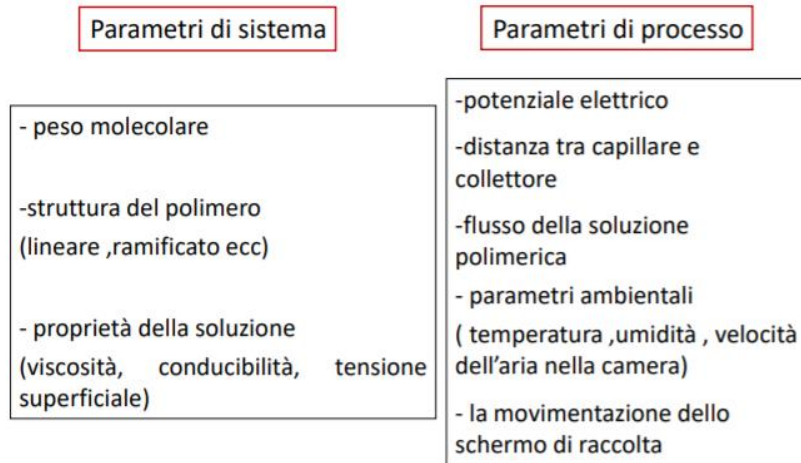 Parametri di sistema
- peso molecolare
-struttura del polimero
(lineare ,ramificato ecc)
- proprietà della soluzione
(viscosità, conducibilità, tensione
superficiale)
Parametri di processo
-potenziale elettrico
-distanza tra capillare e
collettore
-flusso della soluzione
polimerica
- parametri ambientali
( temperatura ,umidità , velocità
dell’aria nella camera)
- la movimentazione dello
schermo di raccolta